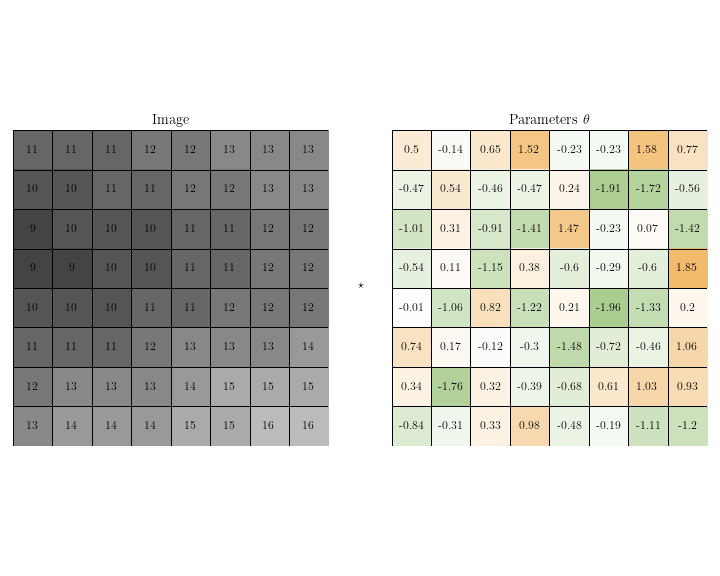 Image
Parameters θ
11 11 11 12 12 13 13 13
0.5 -0.14 0.65 1.52 -0.23 -0.23 1.58 0.77
10 10 11 11 12 12 13 13
-0.47 0.54 -0.46 -0.47 0.24 -1.91 -1.72 -0.56
9 10 10 10 11 11 12 12
-1.01 0.31 -0.91 -1.41 1.47 -0.23 0.07 -1.42
9 9 10 10 11 11 12 12
-0.54 0.11 -1.15 0.38 -0.6 -0.29 -0.6 1.85
⋆
10 10 10 11 11 12 12 12
-0.01 -1.06 0.82 -1.22 0.21 -1.96 -1.33 0.2
11 11 11 12 13 13 13 14
0.74 0.17 -0.12 -0.3 -1.48 -0.72 -0.46 1.06
12 13 13 13 14 15 15 15
0.34 -1.76 0.32 -0.39 -0.68 0.61 1.03 0.93
13 14 14 14 15 15 16 16
-0.84 -0.31 0.33 0.98 -0.48 -0.19 -1.11 -1.2